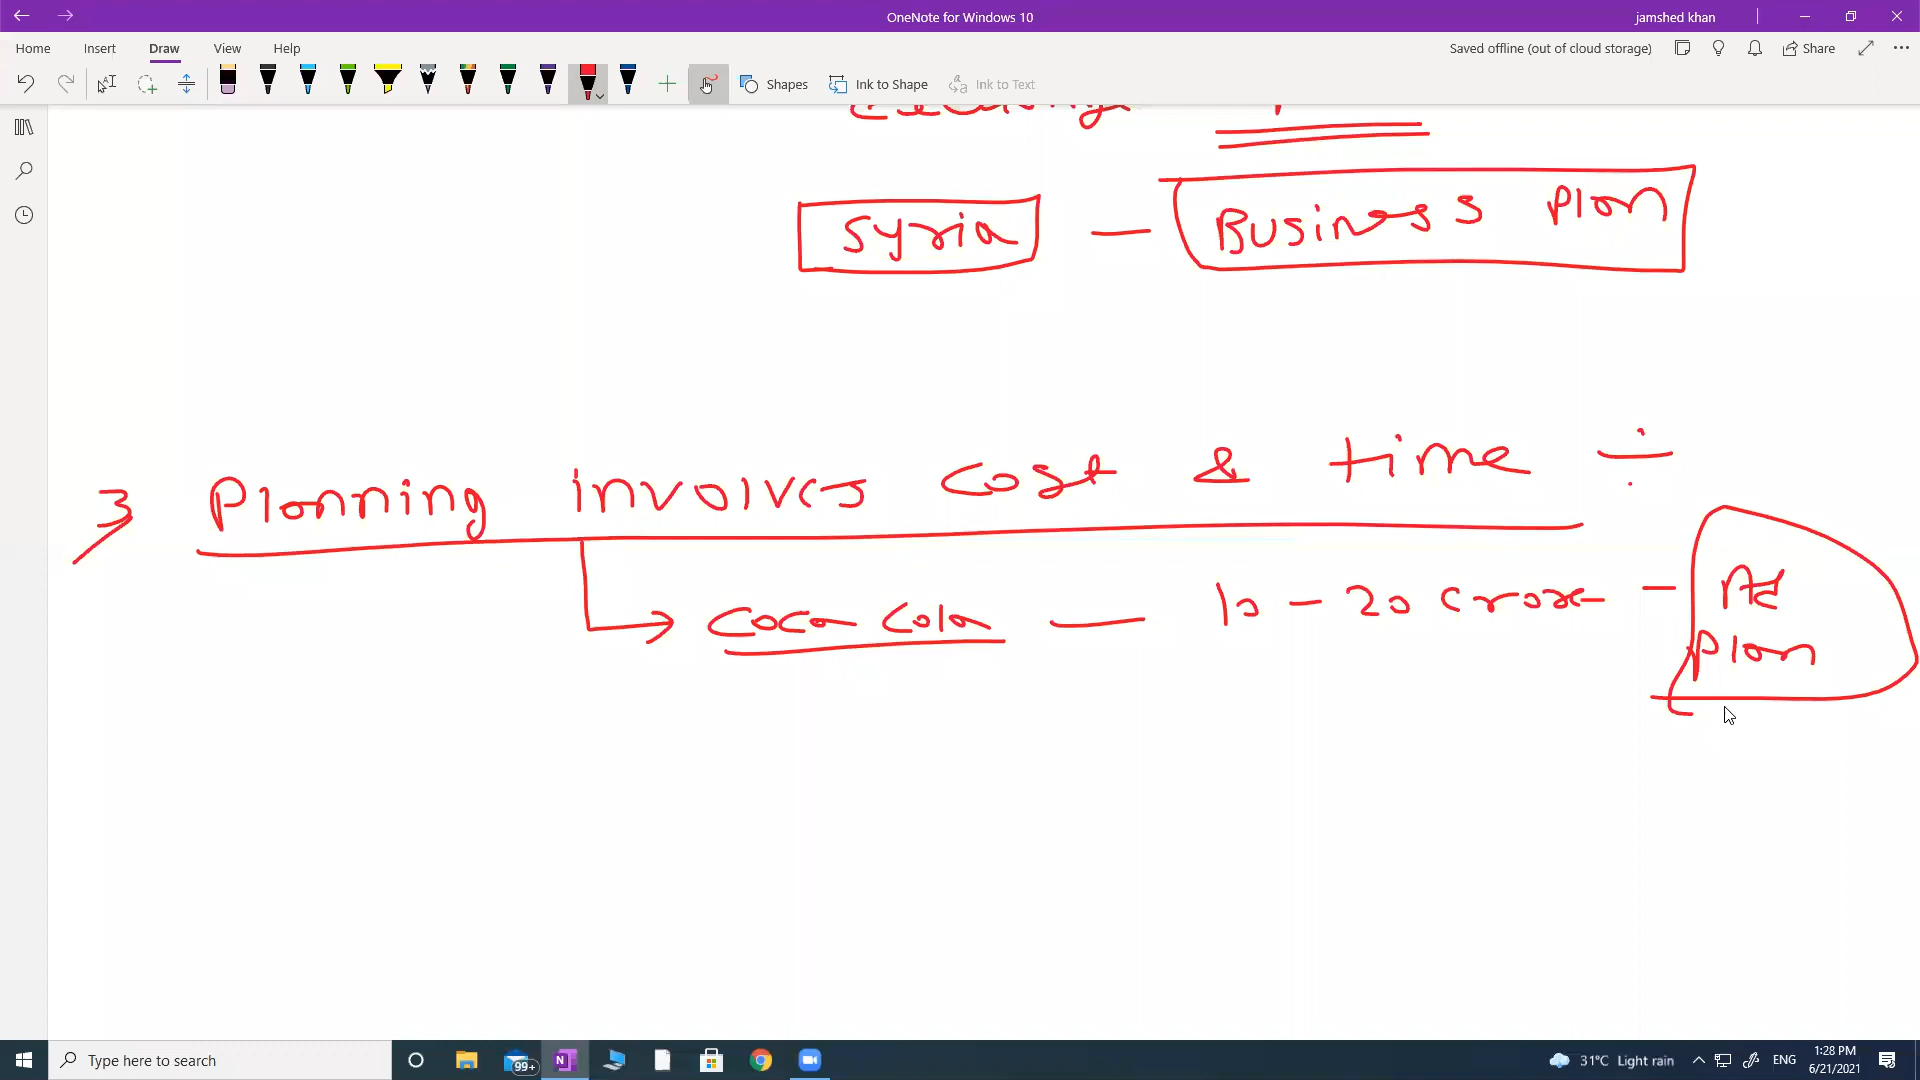 OneNote for Windows 10
jamshed khan
Home Insert Draw View Help
Saved offline (out of cloud storage)
Share
Shapes
Ink to Shape
Ink to Text
Syria — Business Plan
3 Planning involves cost & time ÷
Coca Cola — 10 - 20 crore - Ad
Plan
Type here to search
99+
31°C Light rain
ENG
1:28 PM
6/21/2021